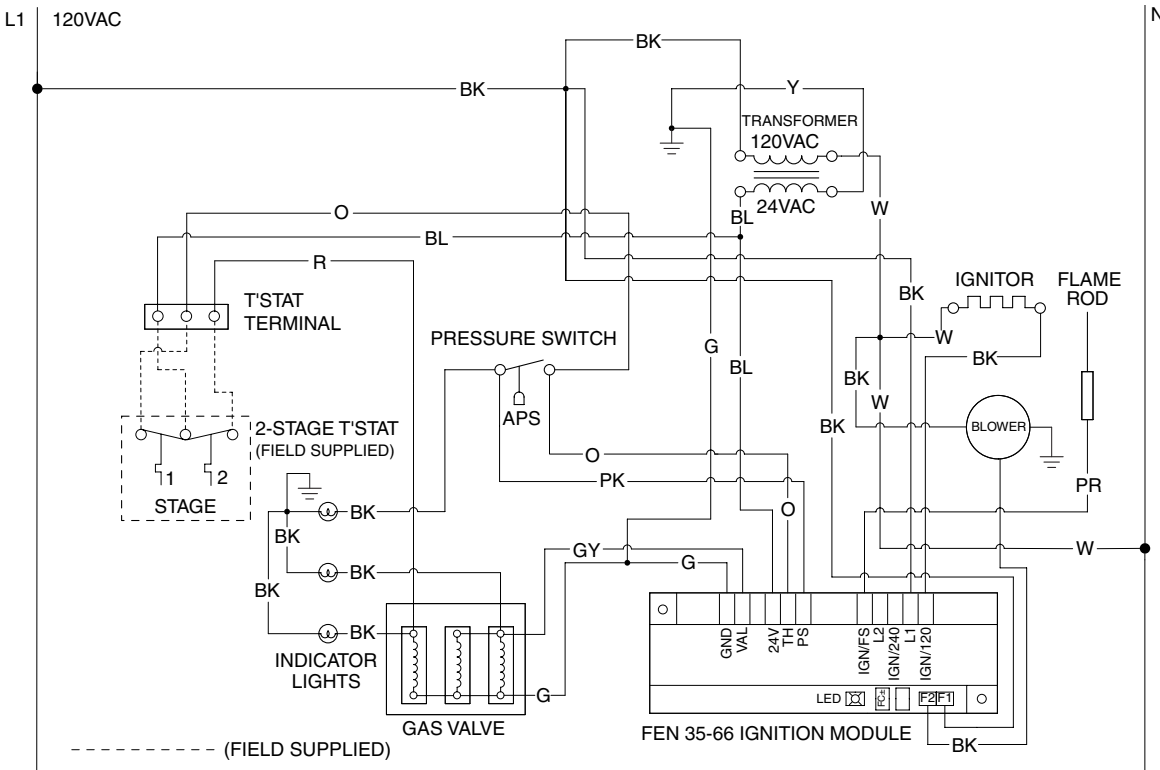 L1
120VAC
N
BK
BK
Y
TRANSFORMER
120VAC
24VAC
O
BL
W
BL
R
T'STAT
TERMINAL
BK
IGNITOR
FLAME
ROD
PRESSURE SWITCH
G
W
BK
BL
BK
W
APS
2-STAGE T'STAT
(FIELD SUPPLIED)
BK
BLOWER
1
2
STAGE
O
PK
PR
BK
O
BK
GY
W
BK
G
BK
BK
INDICATOR
LIGHTS
GND
VAL
24V
TH
PS
IGN/FS
L2
IGN/240
L1
IGN/120
G
LED
FC±
F2
F1
GAS VALVE
FEN 35-66 IGNITION MODULE
BK
(FIELD SUPPLIED)